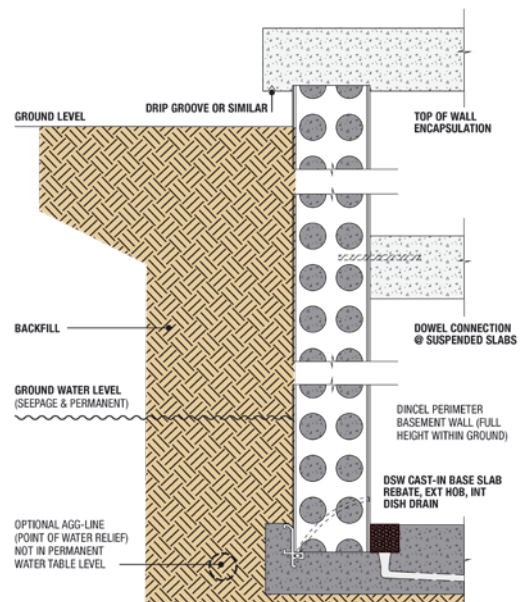 DRIP GROOVE OR SIMILAR
GROUND LEVEL
TOP OF WALL
ENCAPSULATION
BACKFILL
DOWEL CONNECTION
@ SUSPENDED SLABS
GROUND WATER LEVEL
(SEEPAGE & PERMANENT)
DINCEL PERIMETER
BASEMENT WALL (FULL
HEIGHT WITHIN GROUND)
DSW CAST-IN BASE SLAB
REBATE, EXT HOB, INT
DISH DRAIN
OPTIONAL AGG-LINE
(POINT OF WATER RELIEF)
NOT IN PERMANENT
WATER TABLE LEVEL